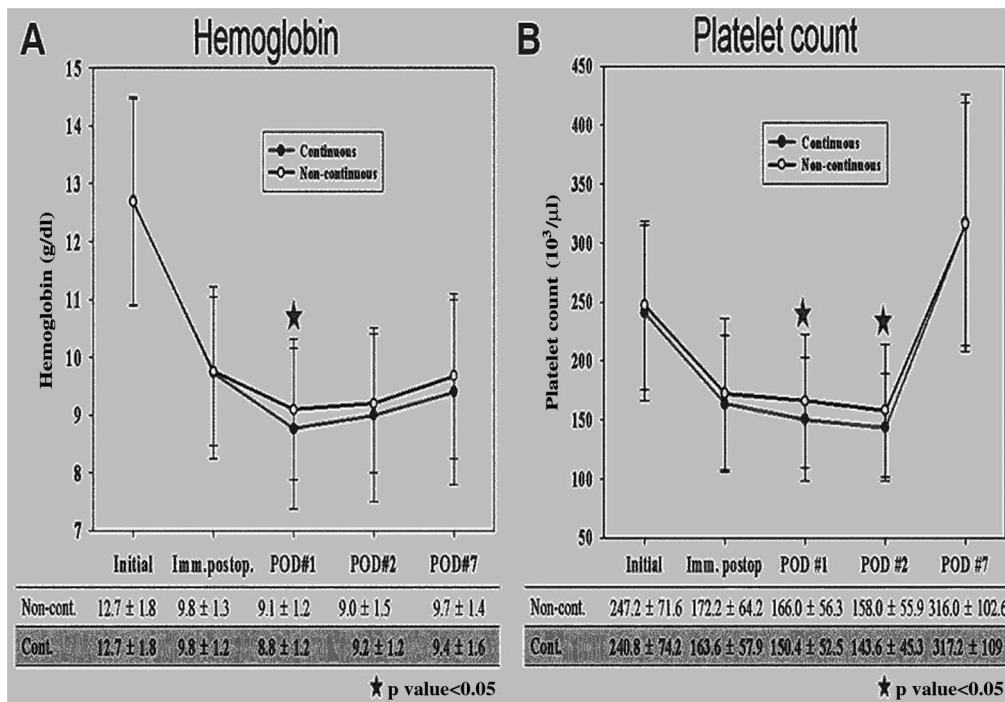 A Hemoglobin
15
14
13
12
11
10
9
8
7
Hemoglobin (g/dl)
Continuous
Non-continuous
Initial Imm.postop. POD#1 POD#2 POD#7
Non-cont. 12.7 ± 1.8 9.8 ± 1.3 9.1 ± 1.2 9.0 ± 1.5 9.7 ± 1.4
Cont. 12.7 ± 1.8 9.8 ± 1.2 8.8 ± 1.2 9.2 ± 1.2 9.4 ± 1.6
★ p value<0.05
B Platelet count
450
400
350
300
250
200
150
100
50
Platelet count (10³/µl)
Continuous
Non-continuous
Initial Imm. postop POD #1 POD #2 POD #7
Non-cont. 247.2 ± 71.6 172.2 ± 64.2 166.0 ± 56.3 158.0 ± 55.9 316.0 ± 102.6
Cont. 240.8 ± 74.2 163.6 ± 57.9 150.4 ± 52.5 143.6 ± 45.3 317.2 ± 109
★ p value<0.05